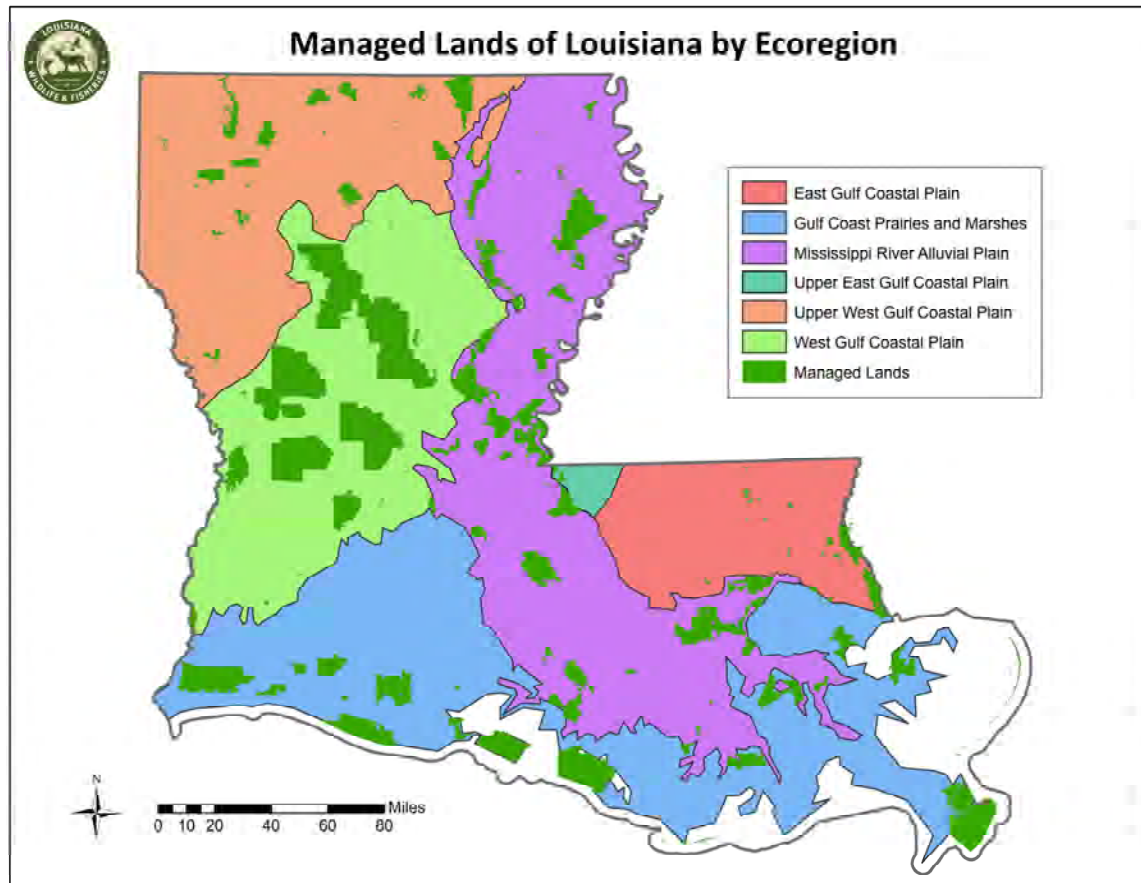 LOUISIANA
WILDLIFE & FISHERIES
Managed Lands of Louisiana by Ecoregion
East Gulf Coastal Plain
Gulf Coast Prairies and Marshes
Mississippi River Alluvial Plain
Upper East Gulf Coastal Plain
Upper West Gulf Coastal Plain
West Gulf Coastal Plain
Managed Lands
N
Miles
0 10 20 40 60 80